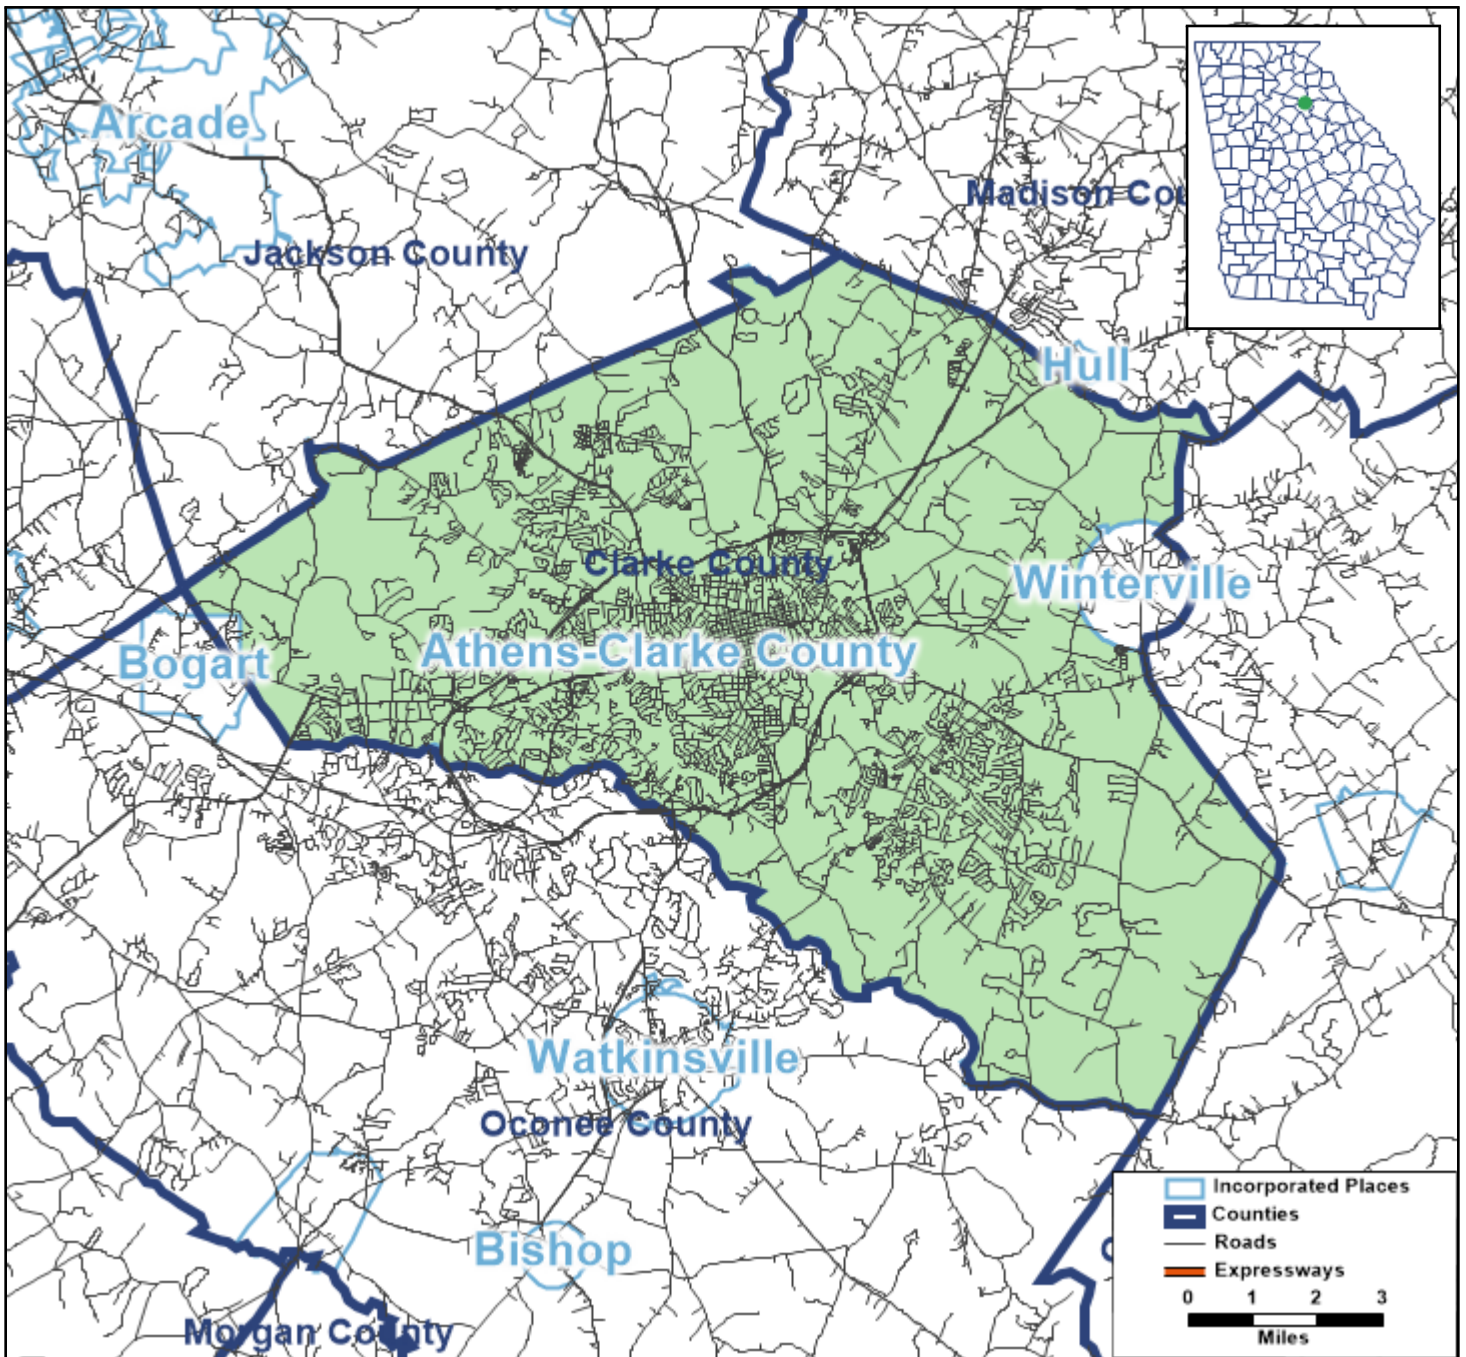 Arcade
Madison Cou
Jackson County
Hull
Clarke County
Winterville
Athens-Clarke County
Bogart
Watkinsville
Oconee County
Bishop
Morgan County
Incorporated Places
Counties
Roads
Expressways
0 1 2 3
Miles